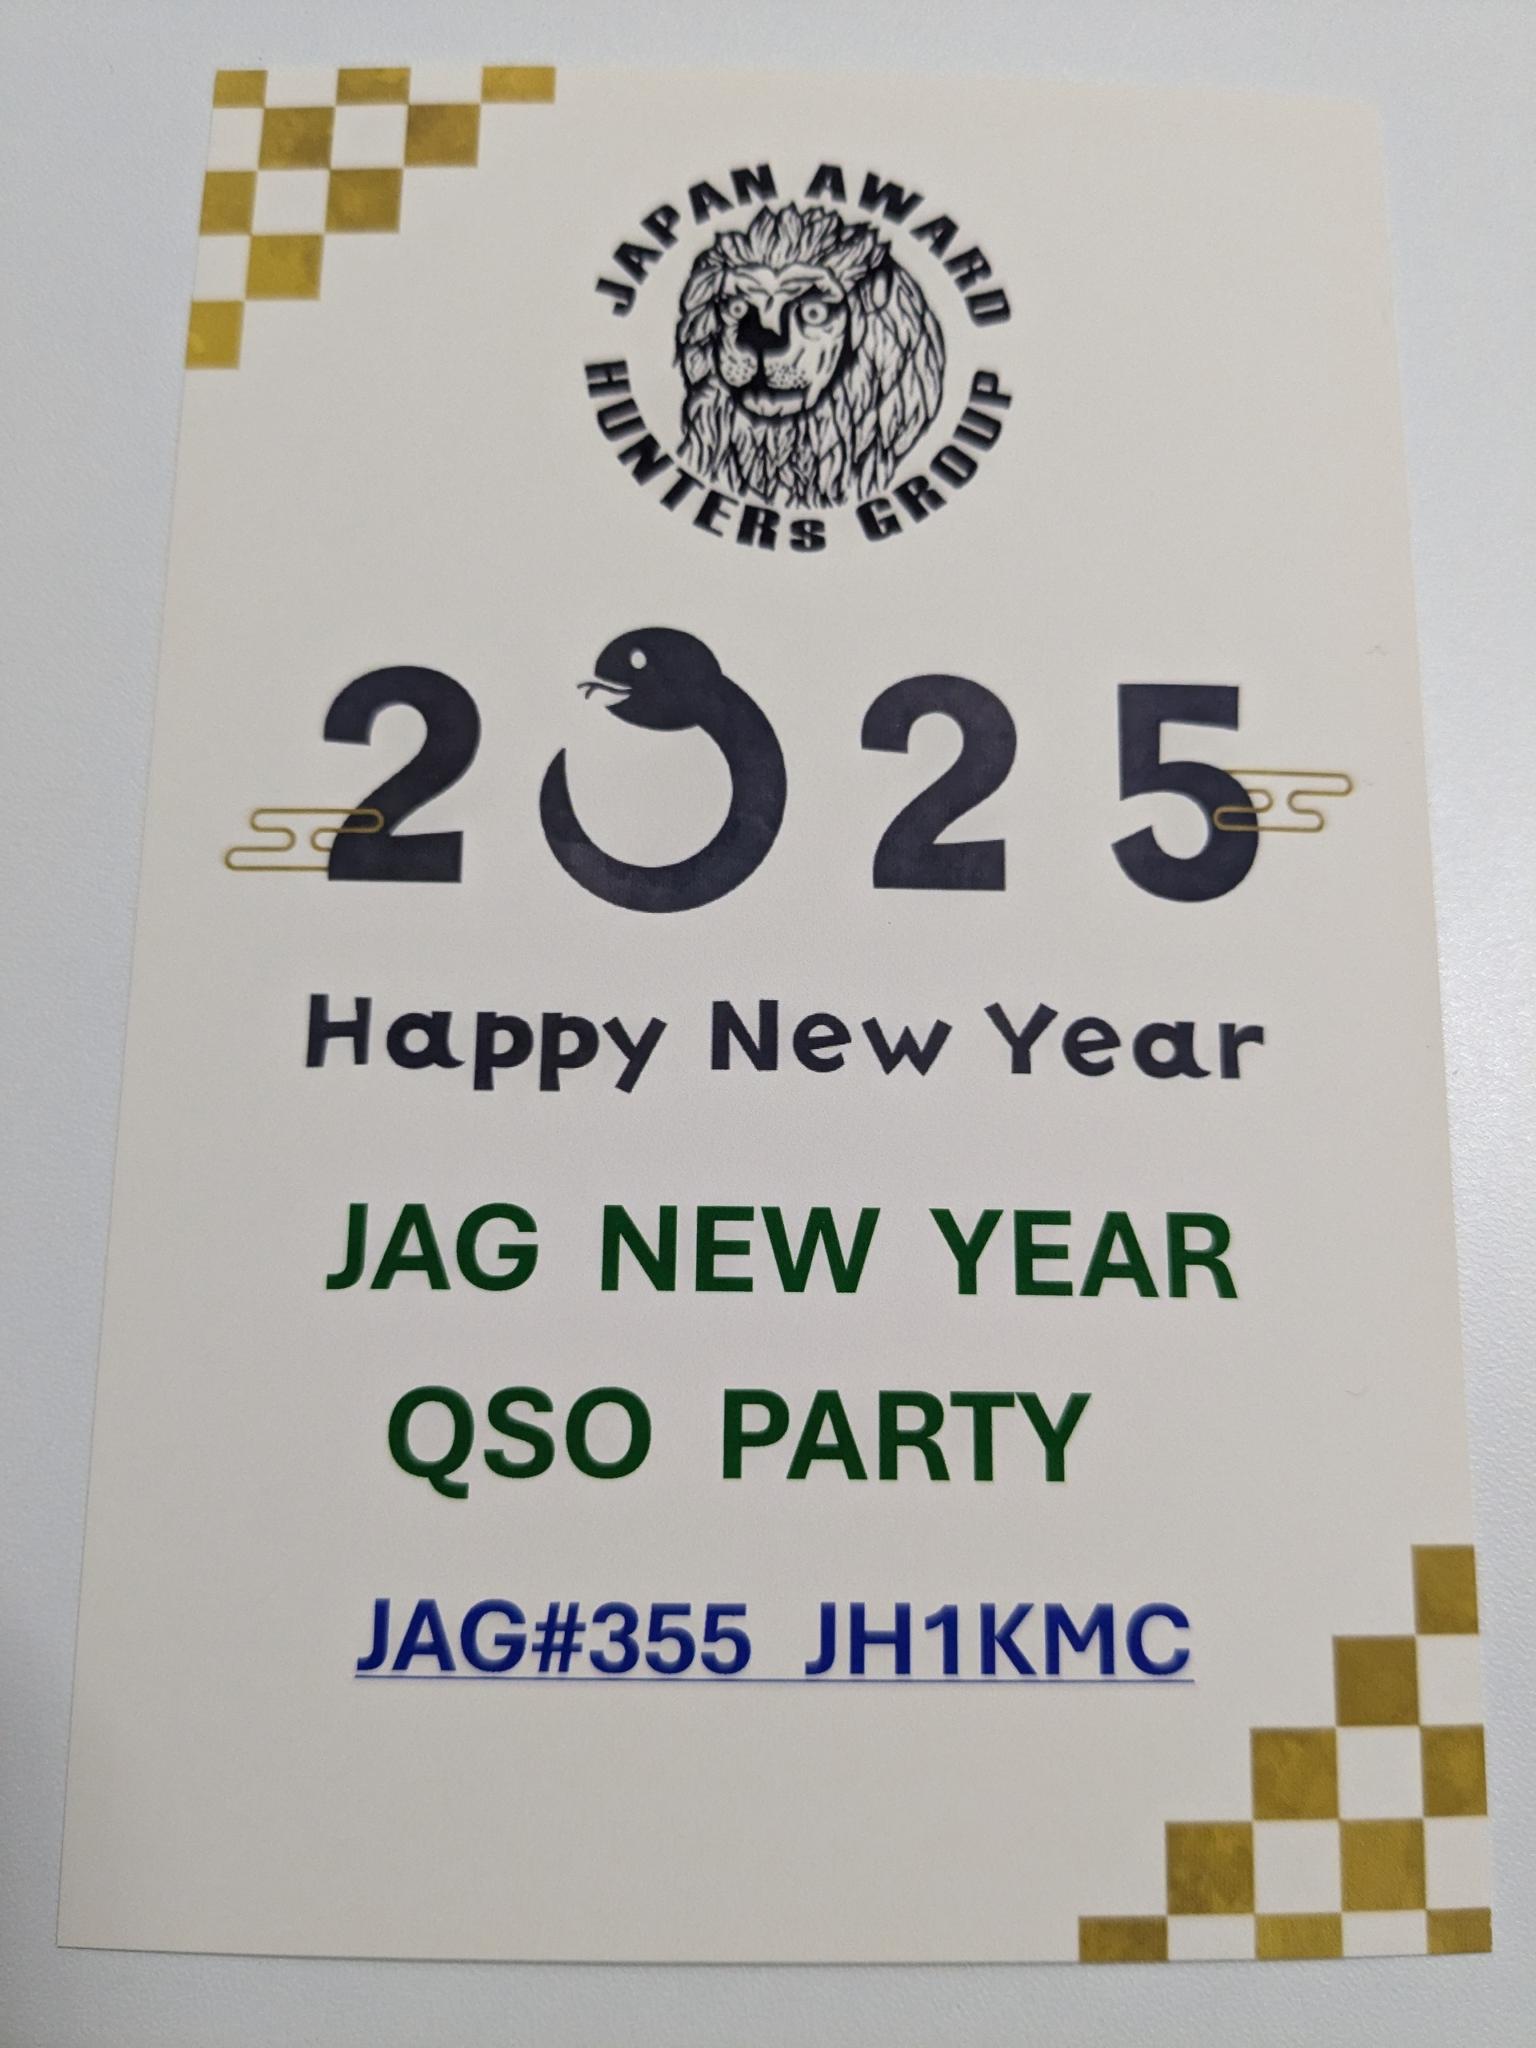 JAPAN AWARD
HUNTERS GROUP
2025
Happy New Year
JAG NEW YEAR
QSO PARTY
JAG#355 JH1KMC